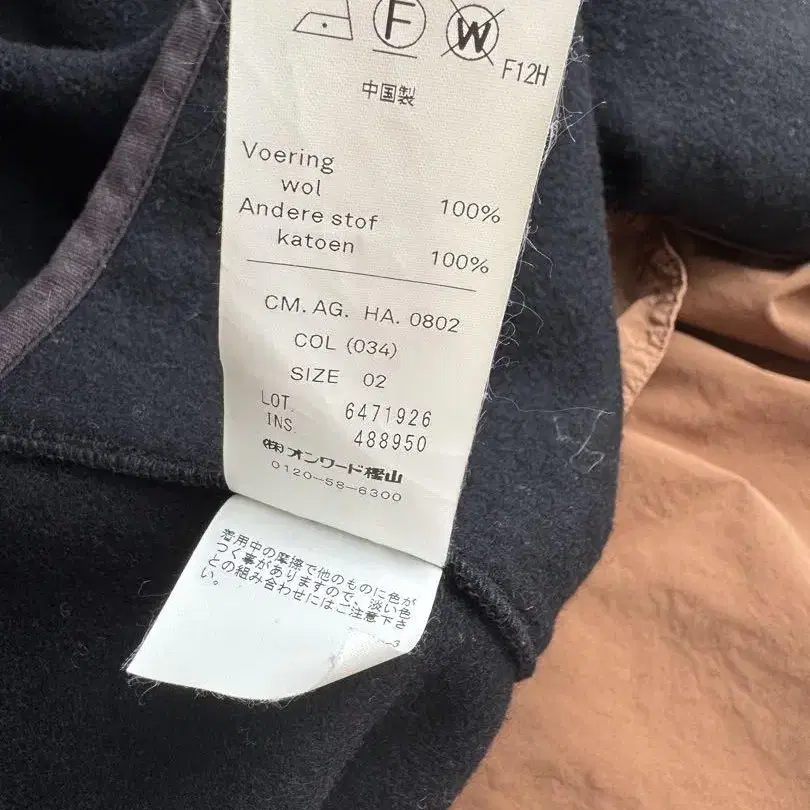 F W
F12H
中国製
Voering
wol 100%
Andere stof
katoen 100%
CM. AG. HA. 0802
COL (034)
SIZE 02
LOT. 6471926
INS. 488950
(株)オンワード樫山
0120-58-6300
着用中の摩擦で他のものに色が
つく事がありますので、淡い色
との組み合わせにはご注意下さ
い。